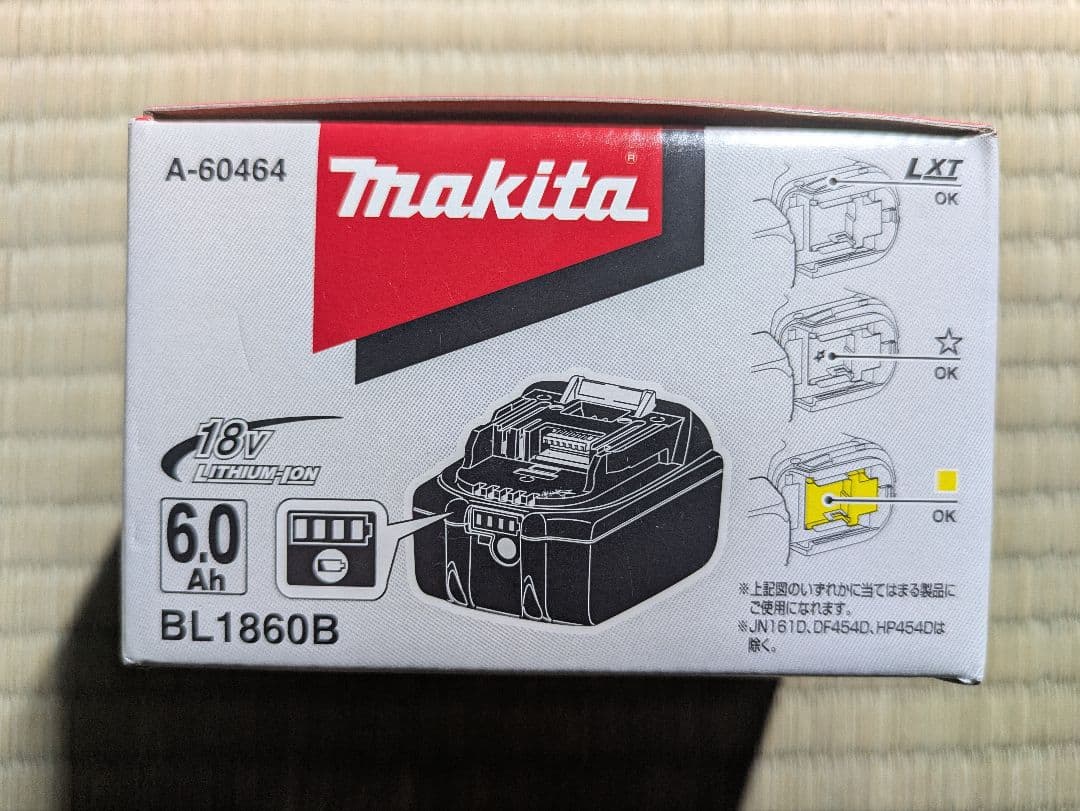 A-60464
makita®
LXT
OK
☆
OK
OK
18V
LITHIUM-ION
6.0
Ah
BL1860B
※上記図のいずれかに当てはまる製品に
ご使用になれます。
※JN161D、DF454D、HP454Dは
除く。